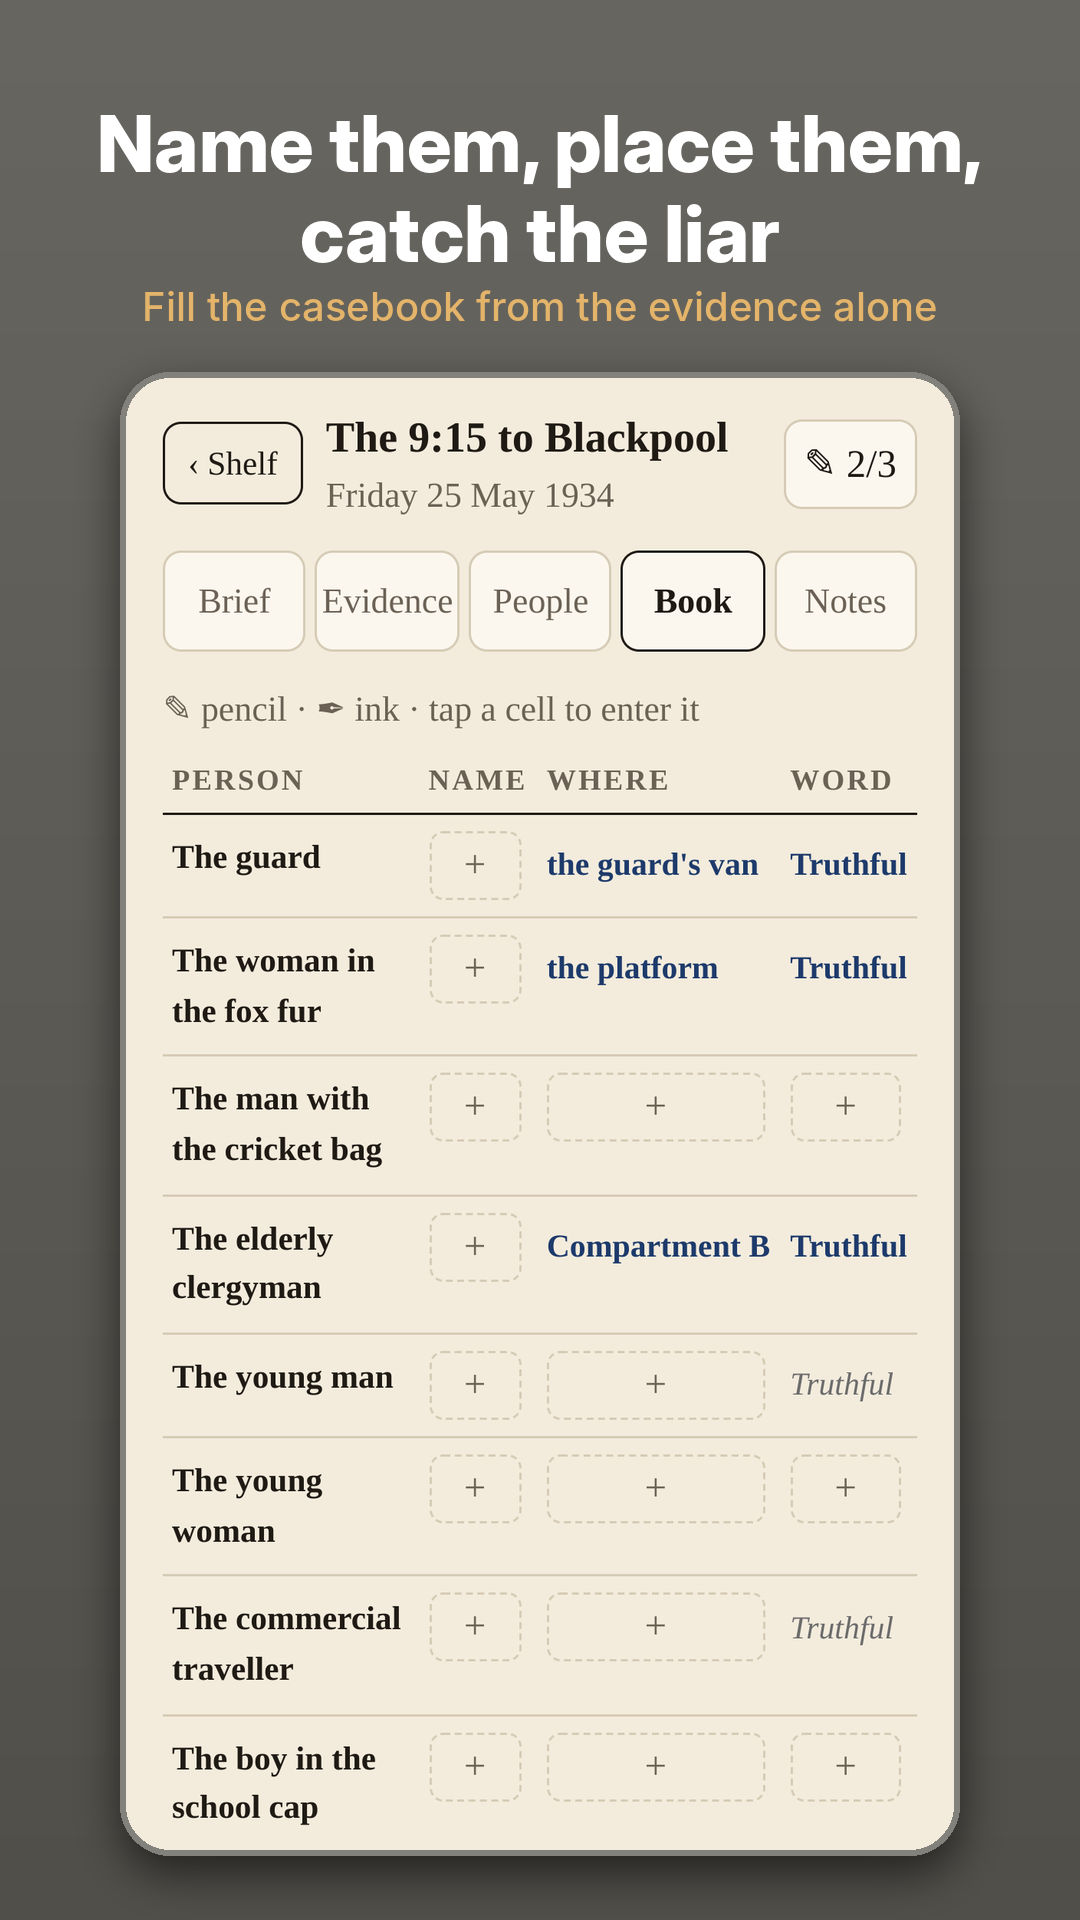 Name them, place them,
catch the liar
Fill the casebook from the evidence alone
‹ Shelf
The 9:15 to Blackpool
Friday 25 May 1934
✎ 2/3
Brief
Evidence
People
Book
Notes
✎ pencil · ✒ ink · tap a cell to enter it
PERSON NAME WHERE WORD
The guard + the guard's van Truthful
The woman in + the platform Truthful
the fox fur
The man with + + +
the cricket bag
The elderly + Compartment B Truthful
clergyman
The young man + + Truthful
The young + + +
woman
The commercial + + Truthful
traveller
The boy in the + + +
school cap